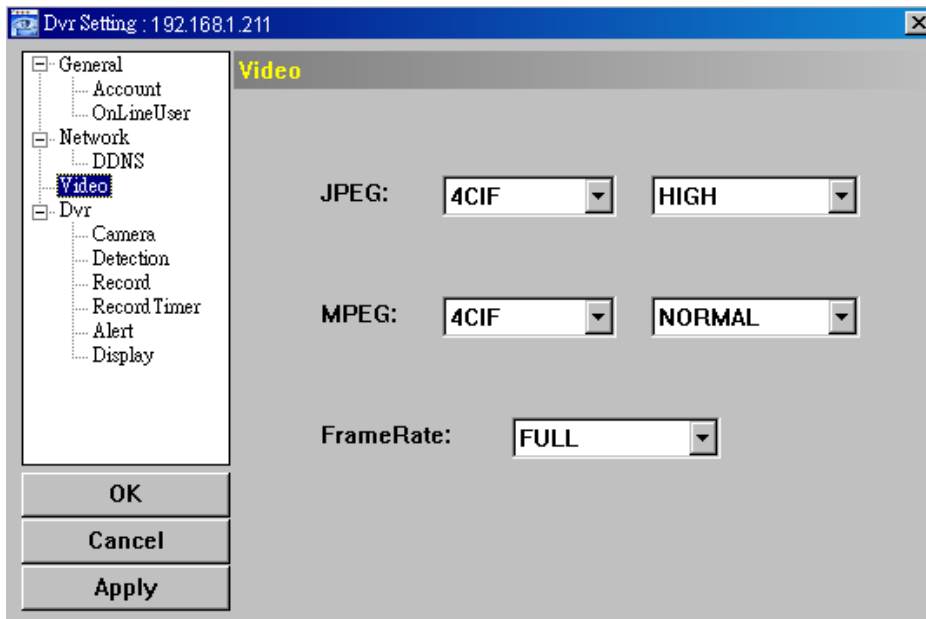 Dvr Setting : 192.168.1.211
General
Account
OnLineUser
Network
DDNS
Video
Dvr
Camera
Detection
Record
Record Timer
Alert
Display
OK
Cancel
Apply
Video
JPEG: 4CIF HIGH
MPEG: 4CIF NORMAL
FrameRate: FULL